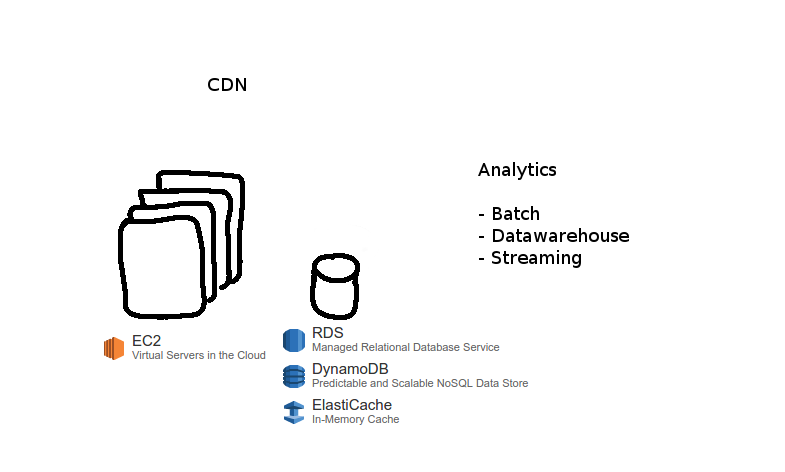 CDN
Analytics
- Batch
- Datawarehouse
- Streaming
EC2
Virtual Servers in the Cloud
RDS
Managed Relational Database Service
DynamoDB
Predictable and Scalable NoSQL Data Store
ElastiCache
In-Memory Cache